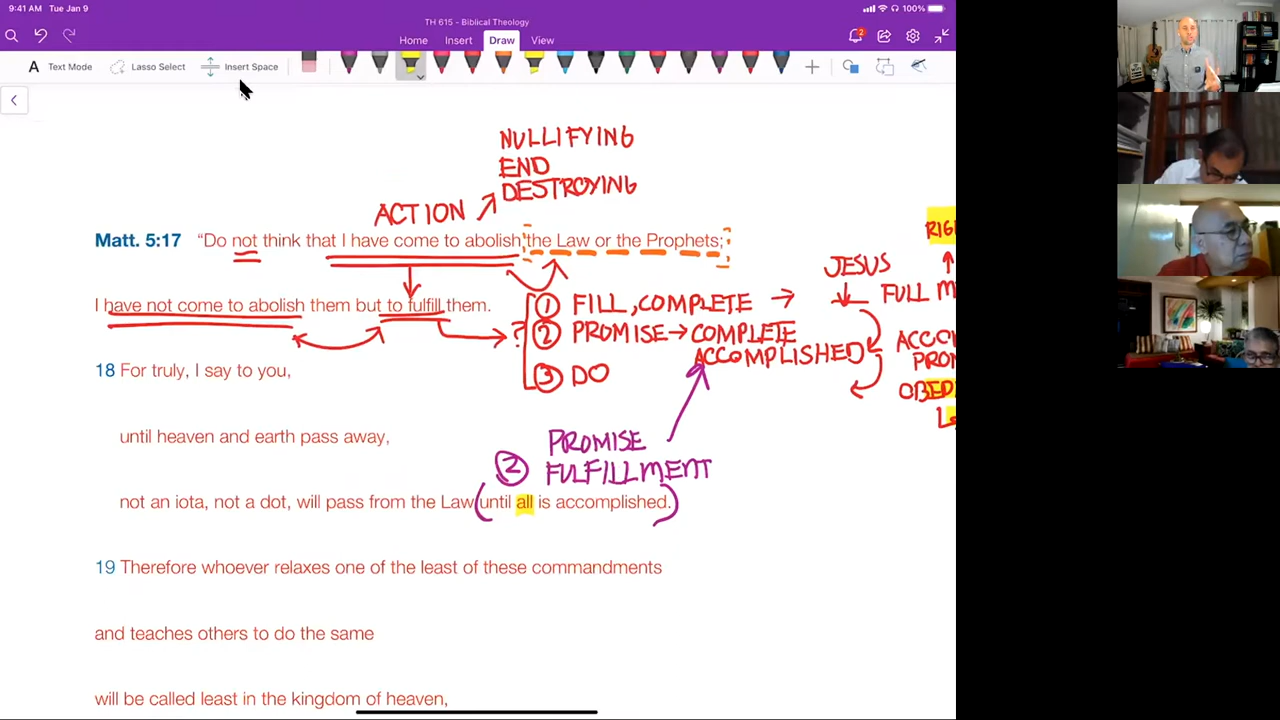 9:41 AM Tue Jan 9
100%
TH 615 - Biblical Theology
Home Insert Draw View
2
A Text Mode Lasso Select Insert Space
NULLIFYING
END
DESTROYING
ACTION
Matt. 5:17 “Do not think that I have come to abolish the Law or the Prophets;
JESUS
FULL
I have not come to abolish them but to fulfill them.
?
① FILL, COMPLETE →
② PROMISE → COMPLETE
ACCOMPLISHED
③ DO
18 For truly, I say to you,
until heaven and earth pass away,
PROMISE
② FULFILLMENT
not an iota, not a dot, will pass from the Law (until all is accomplished.)
19 Therefore whoever relaxes one of the least of these commandments
and teaches others to do the same
will be called least in the kingdom of heaven,